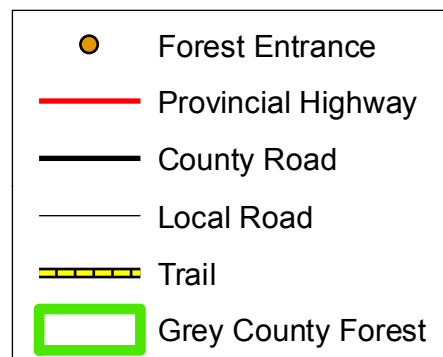 Forest Entrance
Provincial Highway
County Road
Local Road
Trail
Grey County Forest